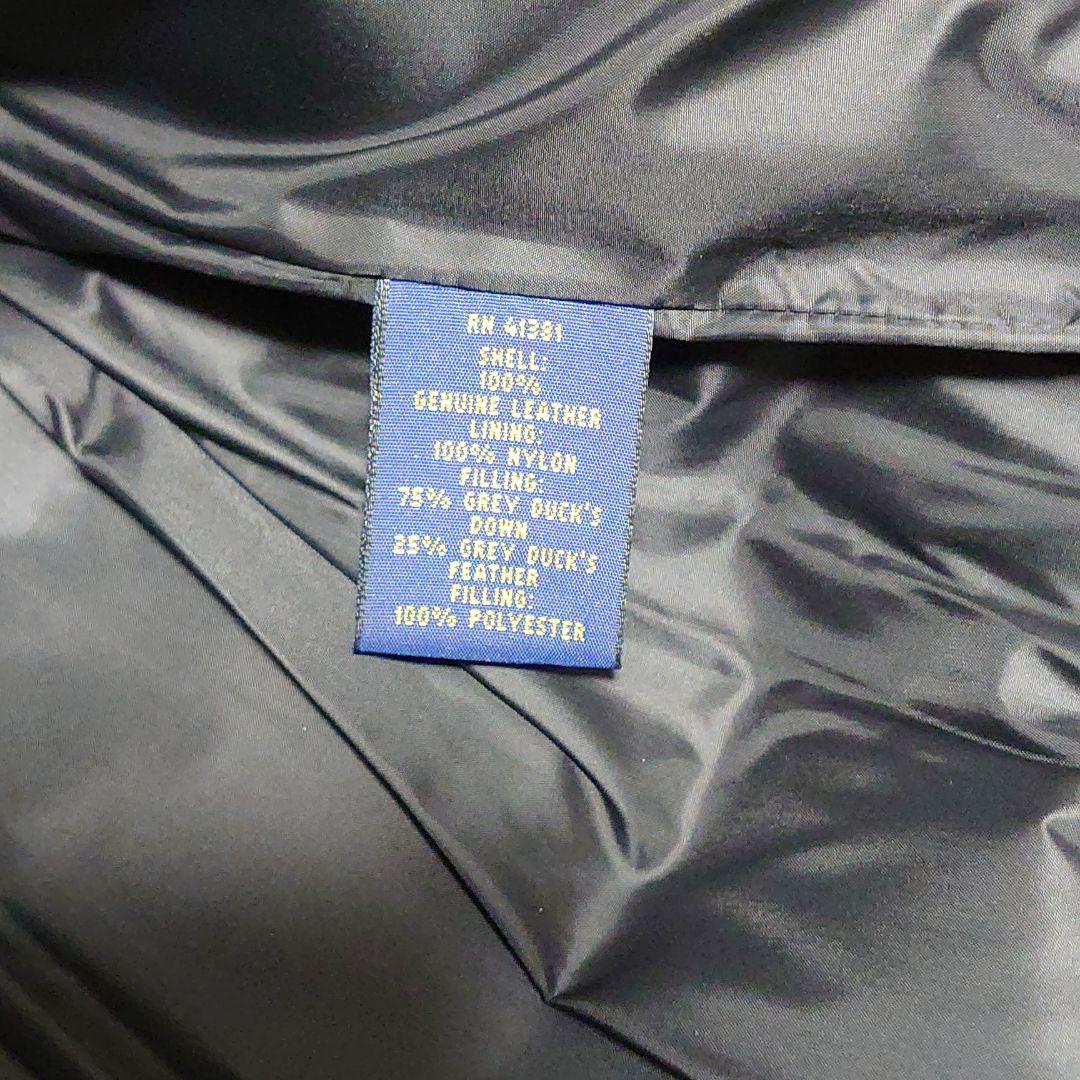 RN 41381
SHELL:
100%
GENUINE LEATHER
LINING:
100% NYLON
FILLING:
75% GREY DUCK'S
DOWN
25% GREY DUCK'S
FEATHER
FILLING:
100% POLYESTER